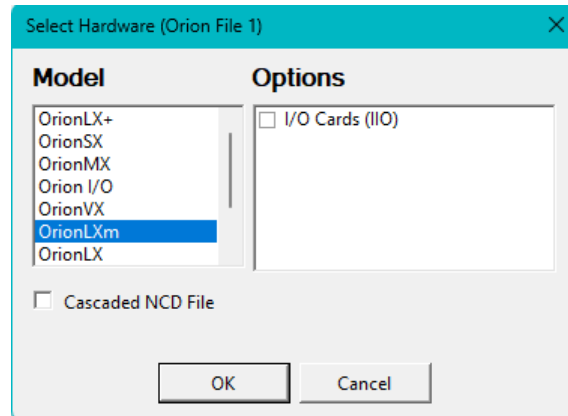 Select Hardware (Orion File 1)
Model
Options
OrionLX+
OrionSX
OrionMX
Orion I/O
OrionVX
OrionLXm
OrionLX
I/O Cards (IIO)
Cascaded NCD File
OK
Cancel